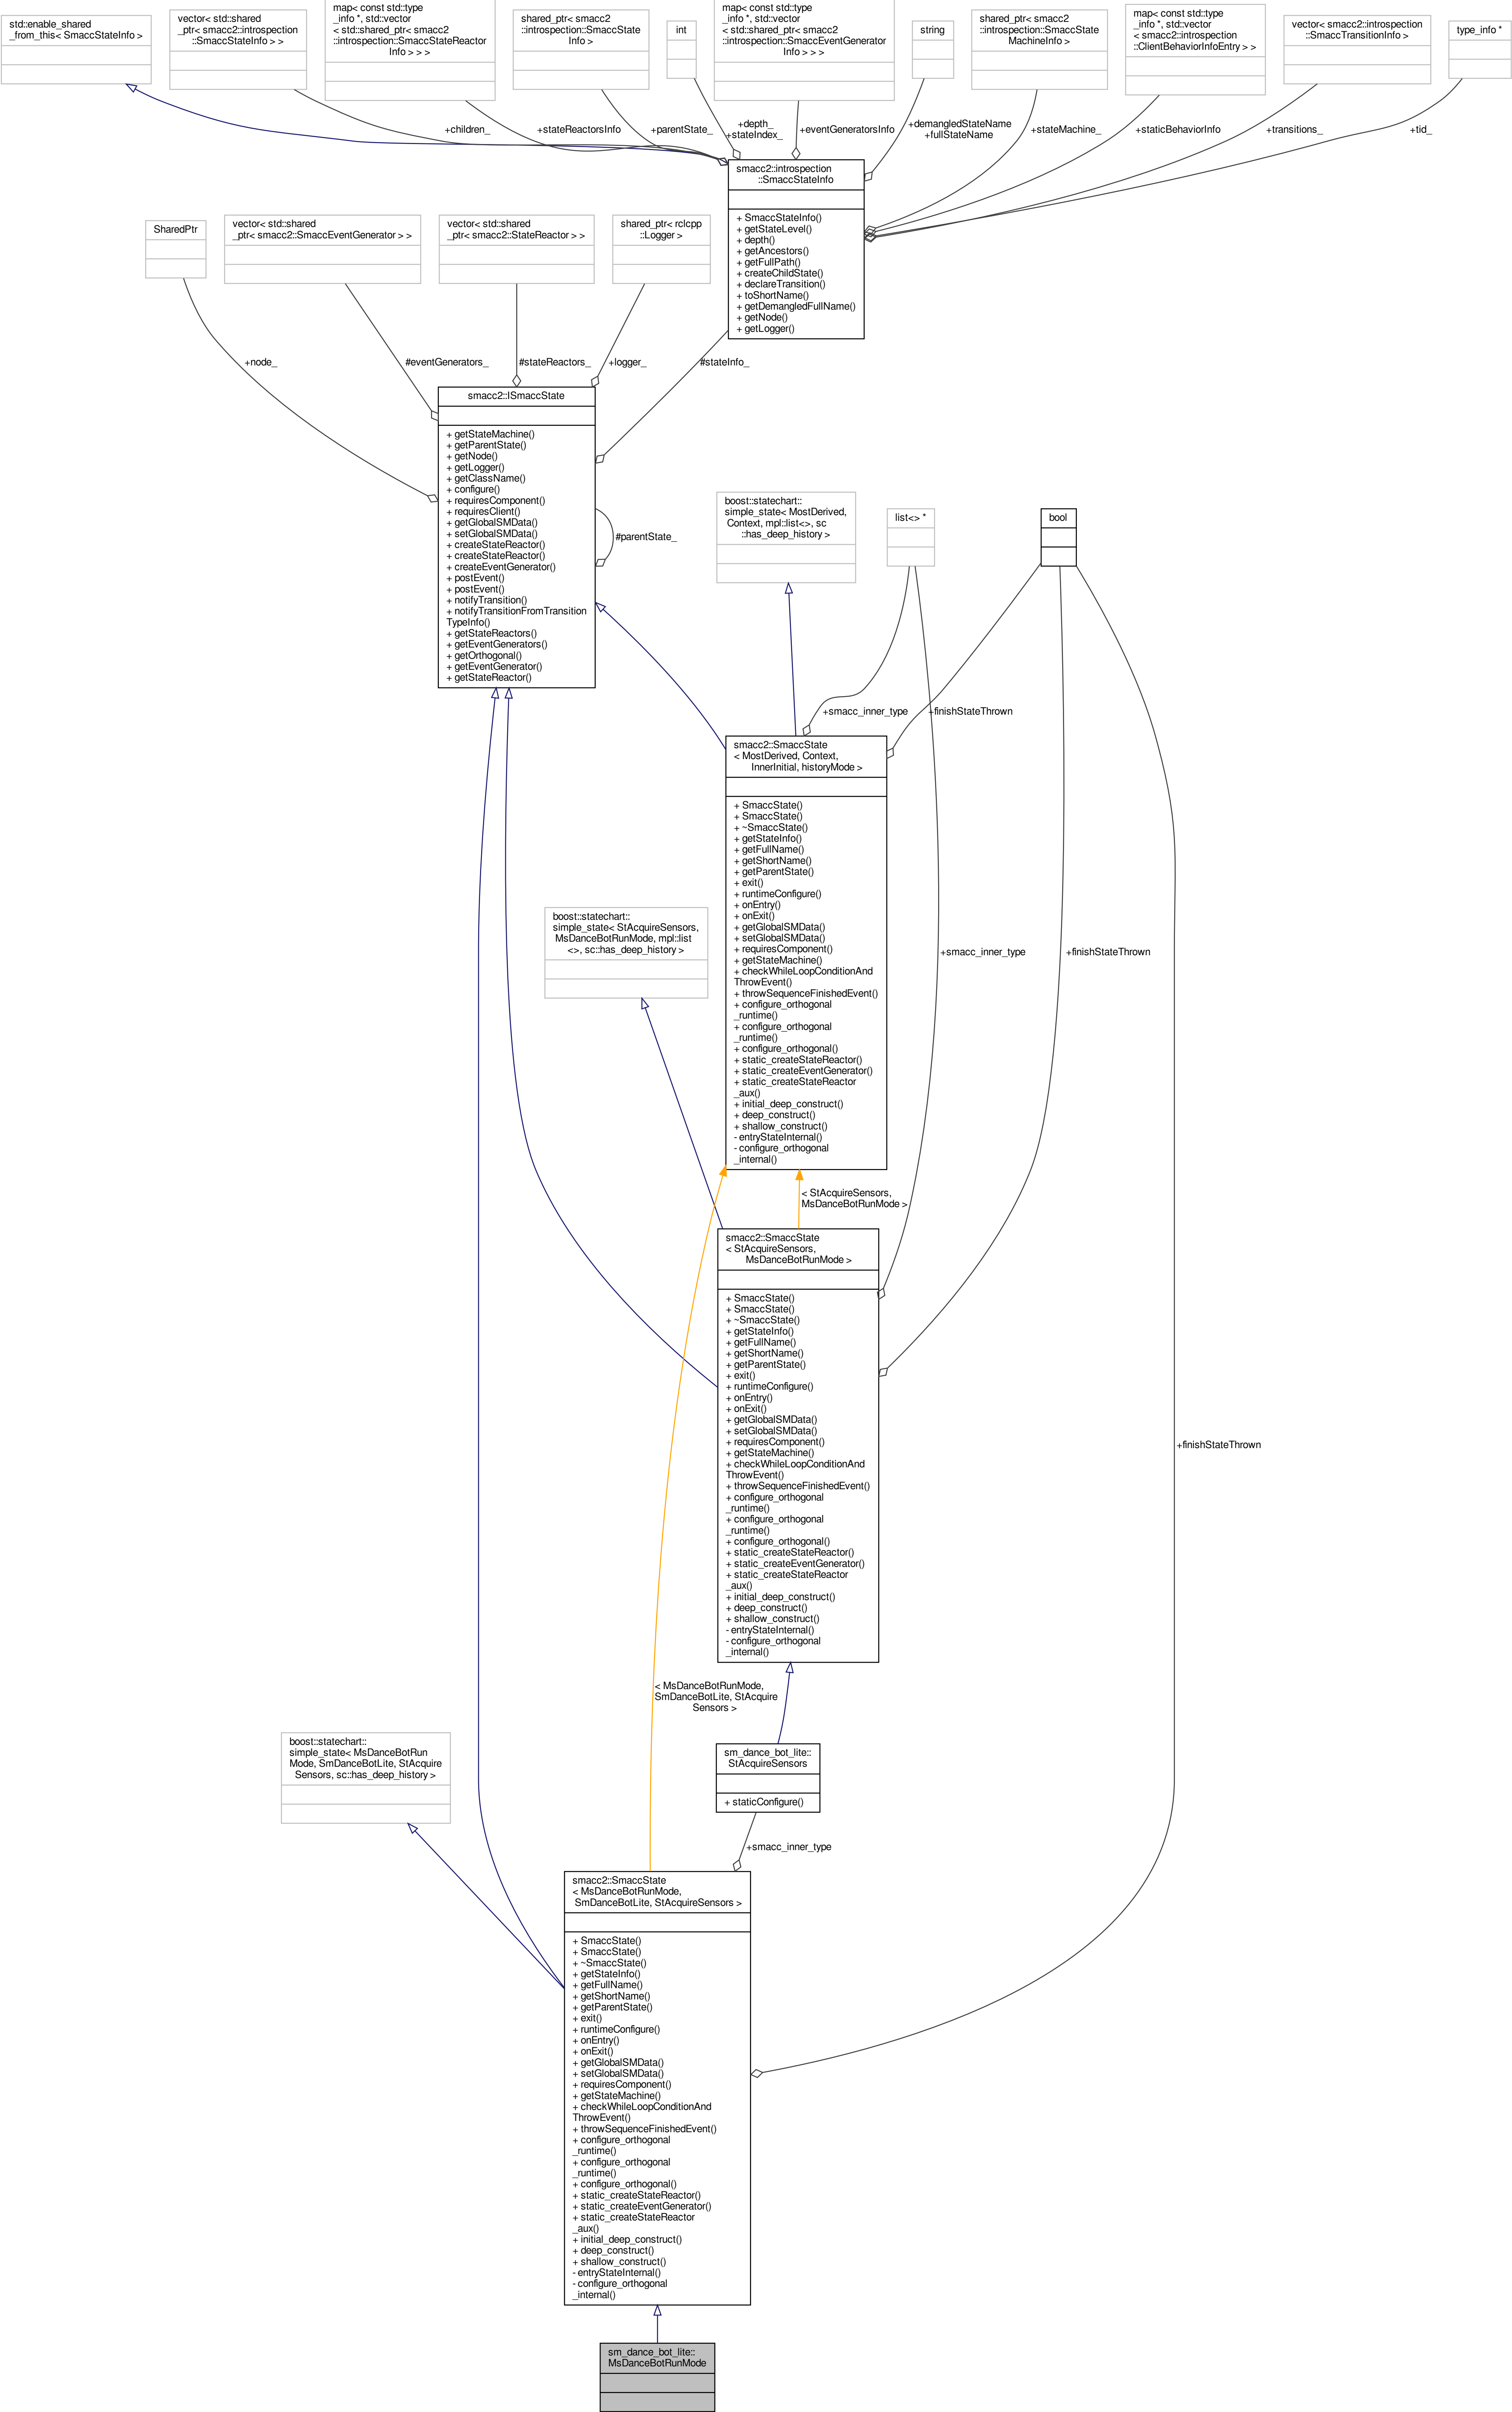 std::enable_shared
_from_this< SmaccStateInfo >
vector< std::shared
_ptr< smacc2::introspection
::SmaccStateInfo > >
map< const std::type
_info *, std::vector
< std::shared_ptr< smacc2
::introspection::SmaccStateReactor
Info > > >
shared_ptr< smacc2
::introspection::SmaccState
Info >
int
map< const std::type
_info *, std::vector
< std::shared_ptr< smacc2
::introspection::SmaccEventGenerator
Info > > >
string
shared_ptr< smacc2
::introspection::SmaccState
MachineInfo >
map< const std::type
_info *, std::vector
< smacc2::introspection
::ClientBehaviorInfoEntry > >
vector< smacc2::introspection
::SmaccTransitionInfo >
type_info *
+children_
+stateReactorsInfo
+parentState_
+depth_
+stateIndex_
+eventGeneratorsInfo
+demangledStateName
+fullStateName
+stateMachine_
+staticBehaviorInfo
+transitions_
+tid_
smacc2::introspection
::SmaccStateInfo
+ SmaccStateInfo()
+ getStateLevel()
+ depth()
+ getAncestors()
+ getFullPath()
+ createChildState()
+ declareTransition()
+ toShortName()
+ getDemangledFullName()
+ getNode()
+ getLogger()
SharedPtr
vector< std::shared
_ptr< smacc2::SmaccEventGenerator > >
vector< std::shared
_ptr< smacc2::StateReactor > >
shared_ptr< rclcpp
::Logger >
+node_
#eventGenerators_
#stateReactors_
+logger_
#stateInfo_
smacc2::ISmaccState
+ getStateMachine()
+ getParentState()
+ getNode()
+ getLogger()
+ getClassName()
+ configure()
+ requiresComponent()
+ requiresClient()
+ getGlobalSMData()
+ setGlobalSMData()
+ createStateReactor()
+ createStateReactor()
+ createEventGenerator()
+ postEvent()
+ postEvent()
+ notifyTransition()
+ notifyTransitionFromTransition
TypeInfo()
+ getStateReactors()
+ getEventGenerators()
+ getOrthogonal()
+ getEventGenerator()
+ getStateReactor()
#parentState_
boost::statechart::
simple_state< MostDerived,
Context, mpl::list<>, sc
::has_deep_history >
list<> *
bool
+smacc_inner_type
+finishStateThrown
smacc2::SmaccState
< MostDerived, Context,
InnerInitial, historyMode >
+ SmaccState()
+ SmaccState()
+ ~SmaccState()
+ getStateInfo()
+ getFullName()
+ getShortName()
+ getParentState()
+ exit()
+ runtimeConfigure()
+ onEntry()
+ onExit()
+ getGlobalSMData()
+ setGlobalSMData()
+ requiresComponent()
+ getStateMachine()
+ checkWhileLoopConditionAnd
ThrowEvent()
+ throwSequenceFinishedEvent()
+ configure_orthogonal
_runtime()
+ configure_orthogonal
_runtime()
+ configure_orthogonal()
+ static_createStateReactor()
+ static_createEventGenerator()
+ static_createStateReactor
_aux()
+ initial_deep_construct()
+ deep_construct()
+ shallow_construct()
- entryStateInternal()
- configure_orthogonal
_internal()
boost::statechart::
simple_state< StAcquireSensors,
MsDanceBotRunMode, mpl::list
<>, sc::has_deep_history >
+smacc_inner_type
+finishStateThrown
< StAcquireSensors,
MsDanceBotRunMode >
smacc2::SmaccState
< StAcquireSensors,
MsDanceBotRunMode >
+ SmaccState()
+ SmaccState()
+ ~SmaccState()
+ getStateInfo()
+ getFullName()
+ getShortName()
+ getParentState()
+ exit()
+ runtimeConfigure()
+ onEntry()
+ onExit()
+ getGlobalSMData()
+ setGlobalSMData()
+ requiresComponent()
+ getStateMachine()
+ checkWhileLoopConditionAnd
ThrowEvent()
+ throwSequenceFinishedEvent()
+ configure_orthogonal
_runtime()
+ configure_orthogonal
_runtime()
+ configure_orthogonal()
+ static_createStateReactor()
+ static_createEventGenerator()
+ static_createStateReactor
_aux()
+ initial_deep_construct()
+ deep_construct()
+ shallow_construct()
- entryStateInternal()
- configure_orthogonal
_internal()
+finishStateThrown
< MsDanceBotRunMode,
SmDanceBotLite, StAcquire
Sensors >
boost::statechart::
simple_state< MsDanceBotRun
Mode, SmDanceBotLite, StAcquire
Sensors, sc::has_deep_history >
sm_dance_bot_lite::
StAcquireSensors
+ staticConfigure()
+smacc_inner_type
smacc2::SmaccState
< MsDanceBotRunMode,
SmDanceBotLite, StAcquireSensors >
+ SmaccState()
+ SmaccState()
+ ~SmaccState()
+ getStateInfo()
+ getFullName()
+ getShortName()
+ getParentState()
+ exit()
+ runtimeConfigure()
+ onEntry()
+ onExit()
+ getGlobalSMData()
+ setGlobalSMData()
+ requiresComponent()
+ getStateMachine()
+ checkWhileLoopConditionAnd
ThrowEvent()
+ throwSequenceFinishedEvent()
+ configure_orthogonal
_runtime()
+ configure_orthogonal
_runtime()
+ configure_orthogonal()
+ static_createStateReactor()
+ static_createEventGenerator()
+ static_createStateReactor
_aux()
+ initial_deep_construct()
+ deep_construct()
+ shallow_construct()
- entryStateInternal()
- configure_orthogonal
_internal()
sm_dance_bot_lite::
MsDanceBotRunMode